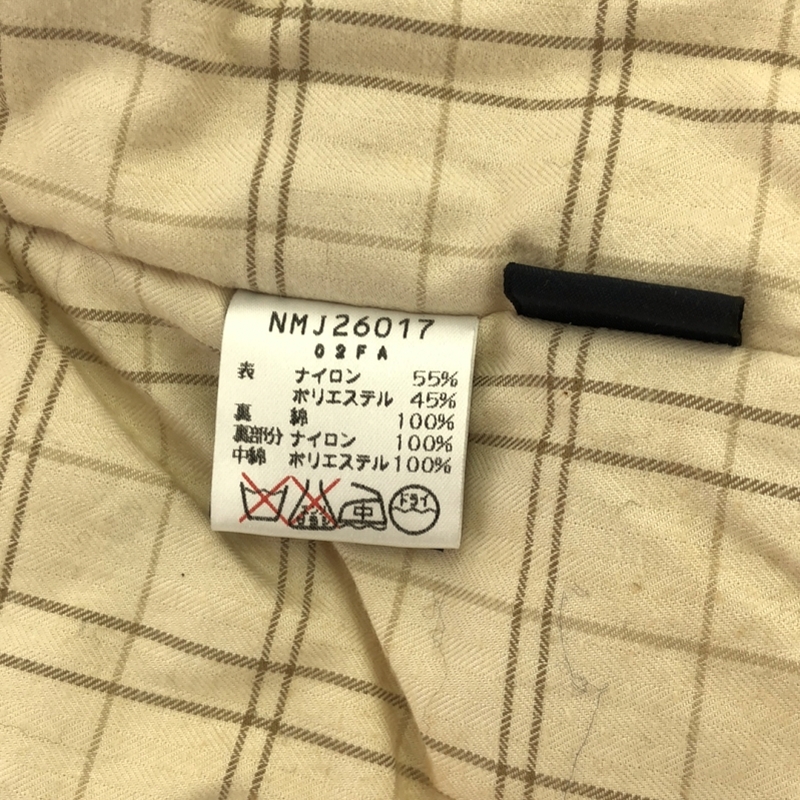 NMJ26017
02FA
表 ナイロン 55%
ポリエステル 45%
裏 綿 100%
裏部分 ナイロン 100%
中綿 ポリエステル 100%
中 ドライ